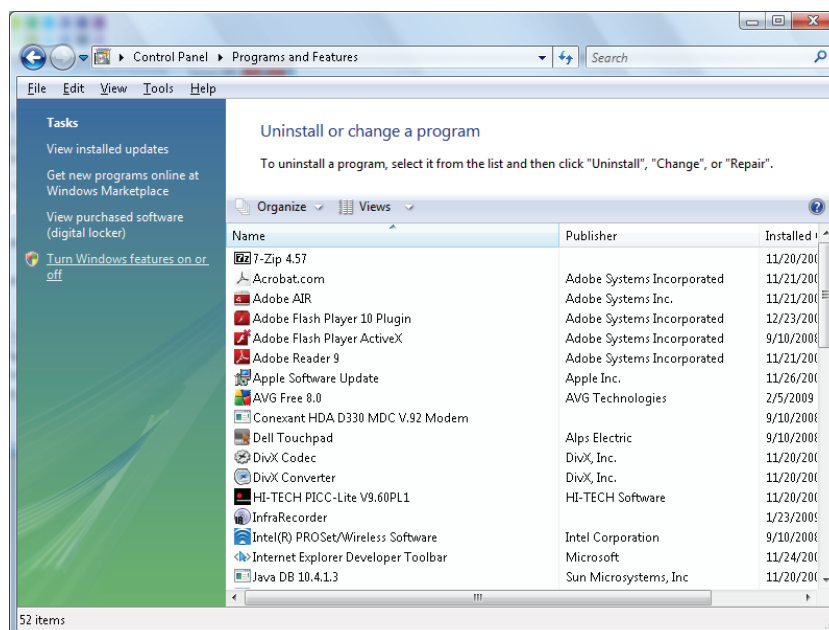 Control Panel ▸ Programs and Features
Search
File Edit View Tools Help
Tasks
View installed updates
Get new programs online at
Windows Marketplace
View purchased software
(digital locker)
Turn Windows features on or
off
Uninstall or change a program
To uninstall a program, select it from the list and then click "Uninstall", "Change", or "Repair".
Organize Views
Name Publisher Installed
7-Zip 4.57 11/20/200
Acrobat.com Adobe Systems Incorporated 11/21/200
Adobe AIR Adobe Systems Inc. 11/21/200
Adobe Flash Player 10 Plugin Adobe Systems Incorporated 12/23/200
Adobe Flash Player ActiveX Adobe Systems Incorporated 9/10/2008
Adobe Reader 9 Adobe Systems Incorporated 11/21/200
Apple Software Update Apple Inc. 11/26/200
AVG Free 8.0 AVG Technologies 2/5/2009
Conexant HDA D330 MDC V.92 Modem 9/10/2008
Dell Touchpad Alps Electric 9/10/2008
DivX Codec DivX, Inc. 11/20/200
DivX Converter DivX, Inc. 11/20/200
HI-TECH PICC-Lite V9.60PL1 HI-TECH Software 11/20/200
InfraRecorder 1/23/2009
Intel(R) PROSet/Wireless Software Intel Corporation 9/10/2008
Internet Explorer Developer Toolbar Microsoft 11/24/200
Java DB 10.4.1.3 Sun Microsystems, Inc 11/20/200
52 items